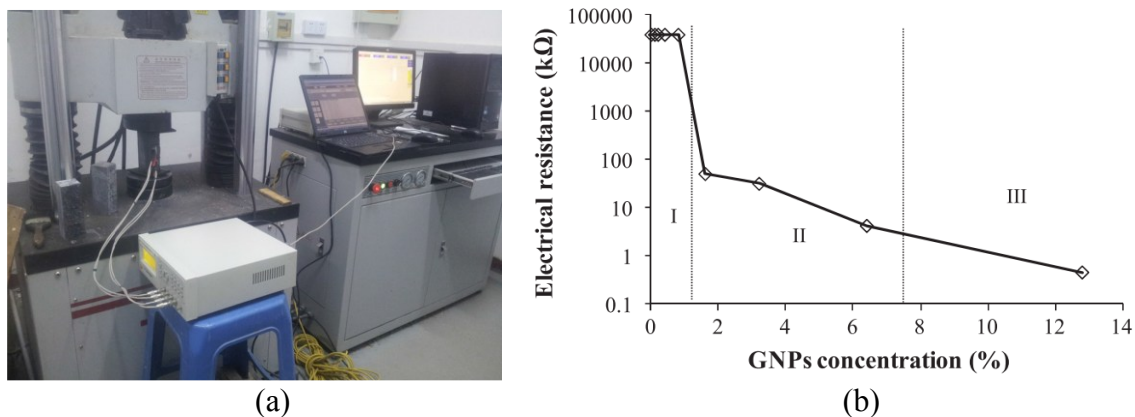 (a)
(b)
Electrical resistance (kΩ)
100000
10000
1000
100
10
1
0.1
I
II
III
0 2 4 6 8 10 12 14
GNPs concentration (%)